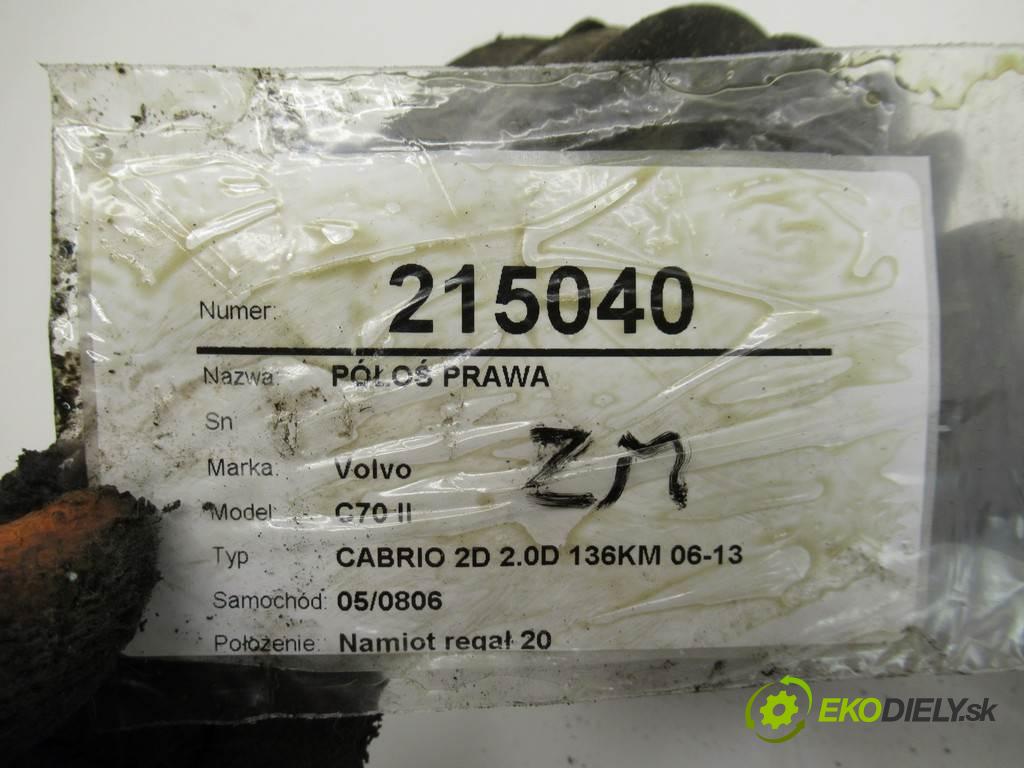 Numer: 215040
Nazwa: PÓŁOŚ PRAWA
Sn
Marka: Volvo
Model: C70 II
Typ CABRIO 2D 2.0D 136KM 06-13
Samochód: 05/0806
Położenie: Namiot regał 20
ZM
EKODIELY.sk